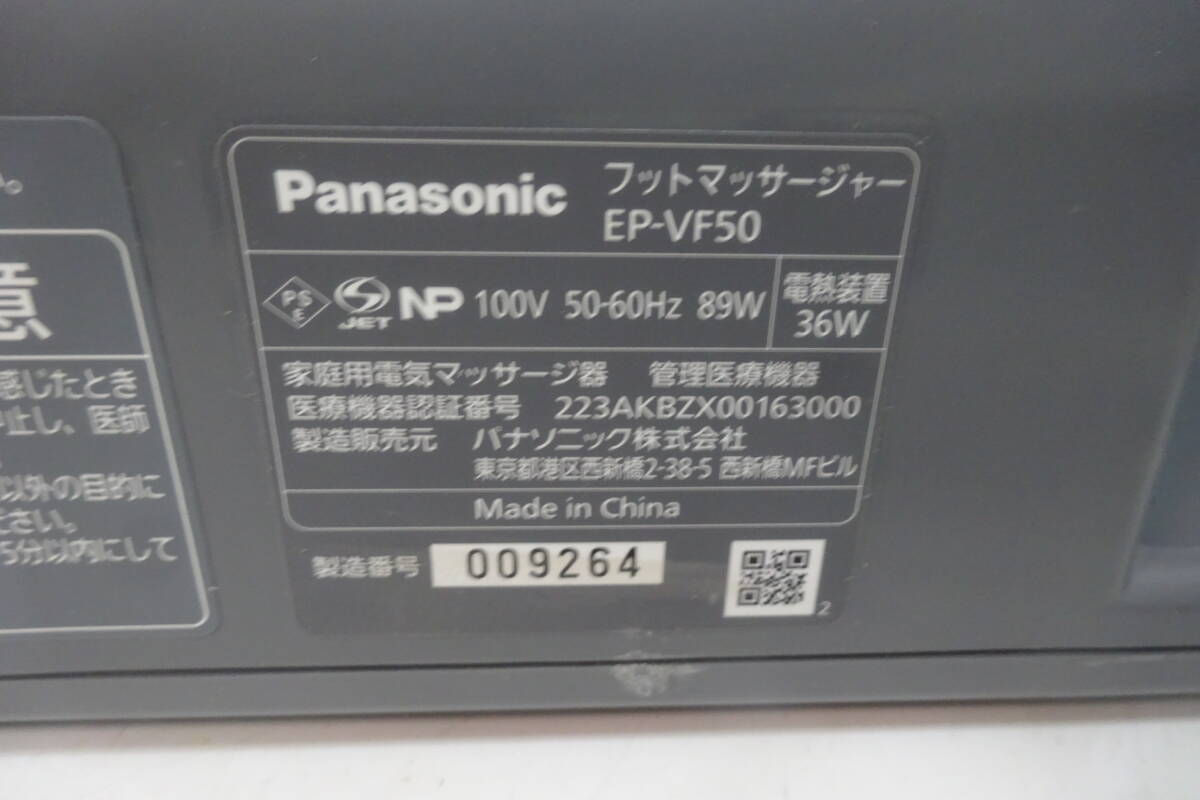 。
意
感じたとき
中止し、医師
以外の目的に
ださい。
5分以内にして
Panasonic フットマッサージャー
EP-VF50
PS E JET NP 100V 50-60Hz 89W 電熱装置
36W
家庭用電気マッサージ器 管理医療機器
医療機器認証番号 223AKBZX00163000
製造販売元 パナソニック株式会社
東京都港区西新橋2-38-5 西新橋MFビル
Made in China
製造番号 009264
2